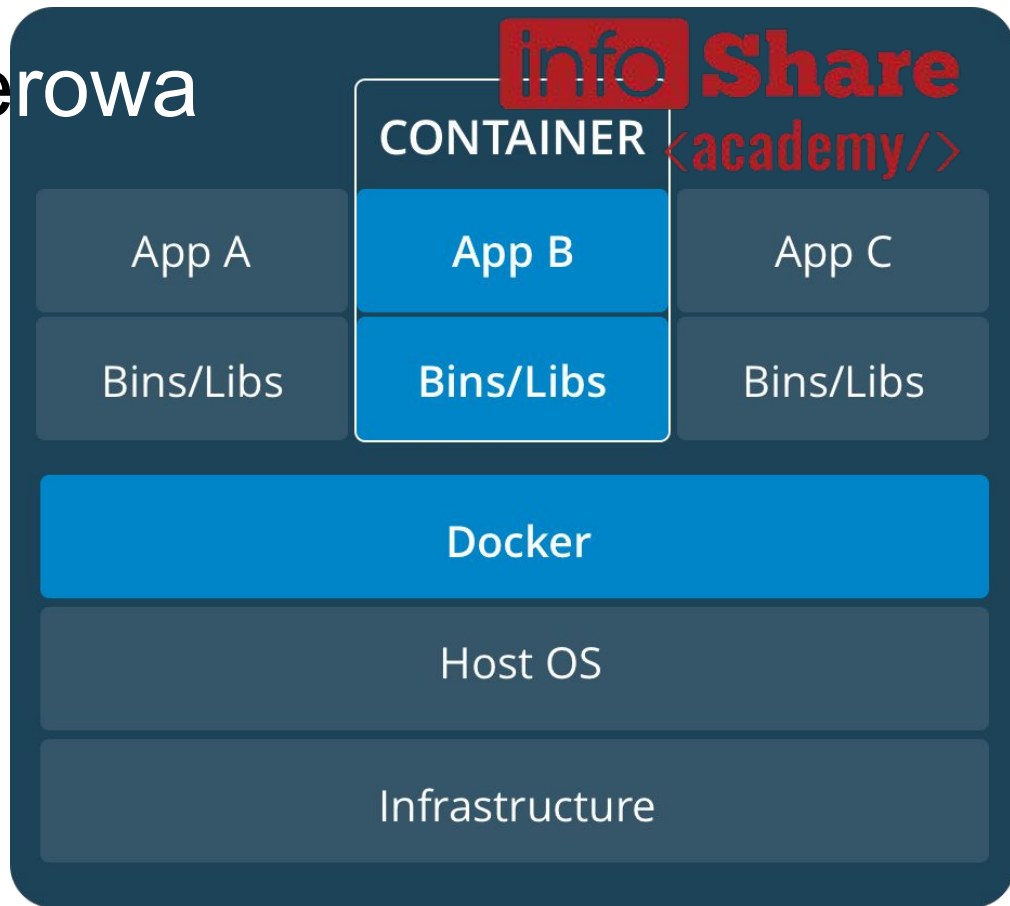 erowa
info Share
<academy/>
CONTAINER
App A App B App C
Bins/Libs Bins/Libs Bins/Libs
Docker
Host OS
Infrastructure